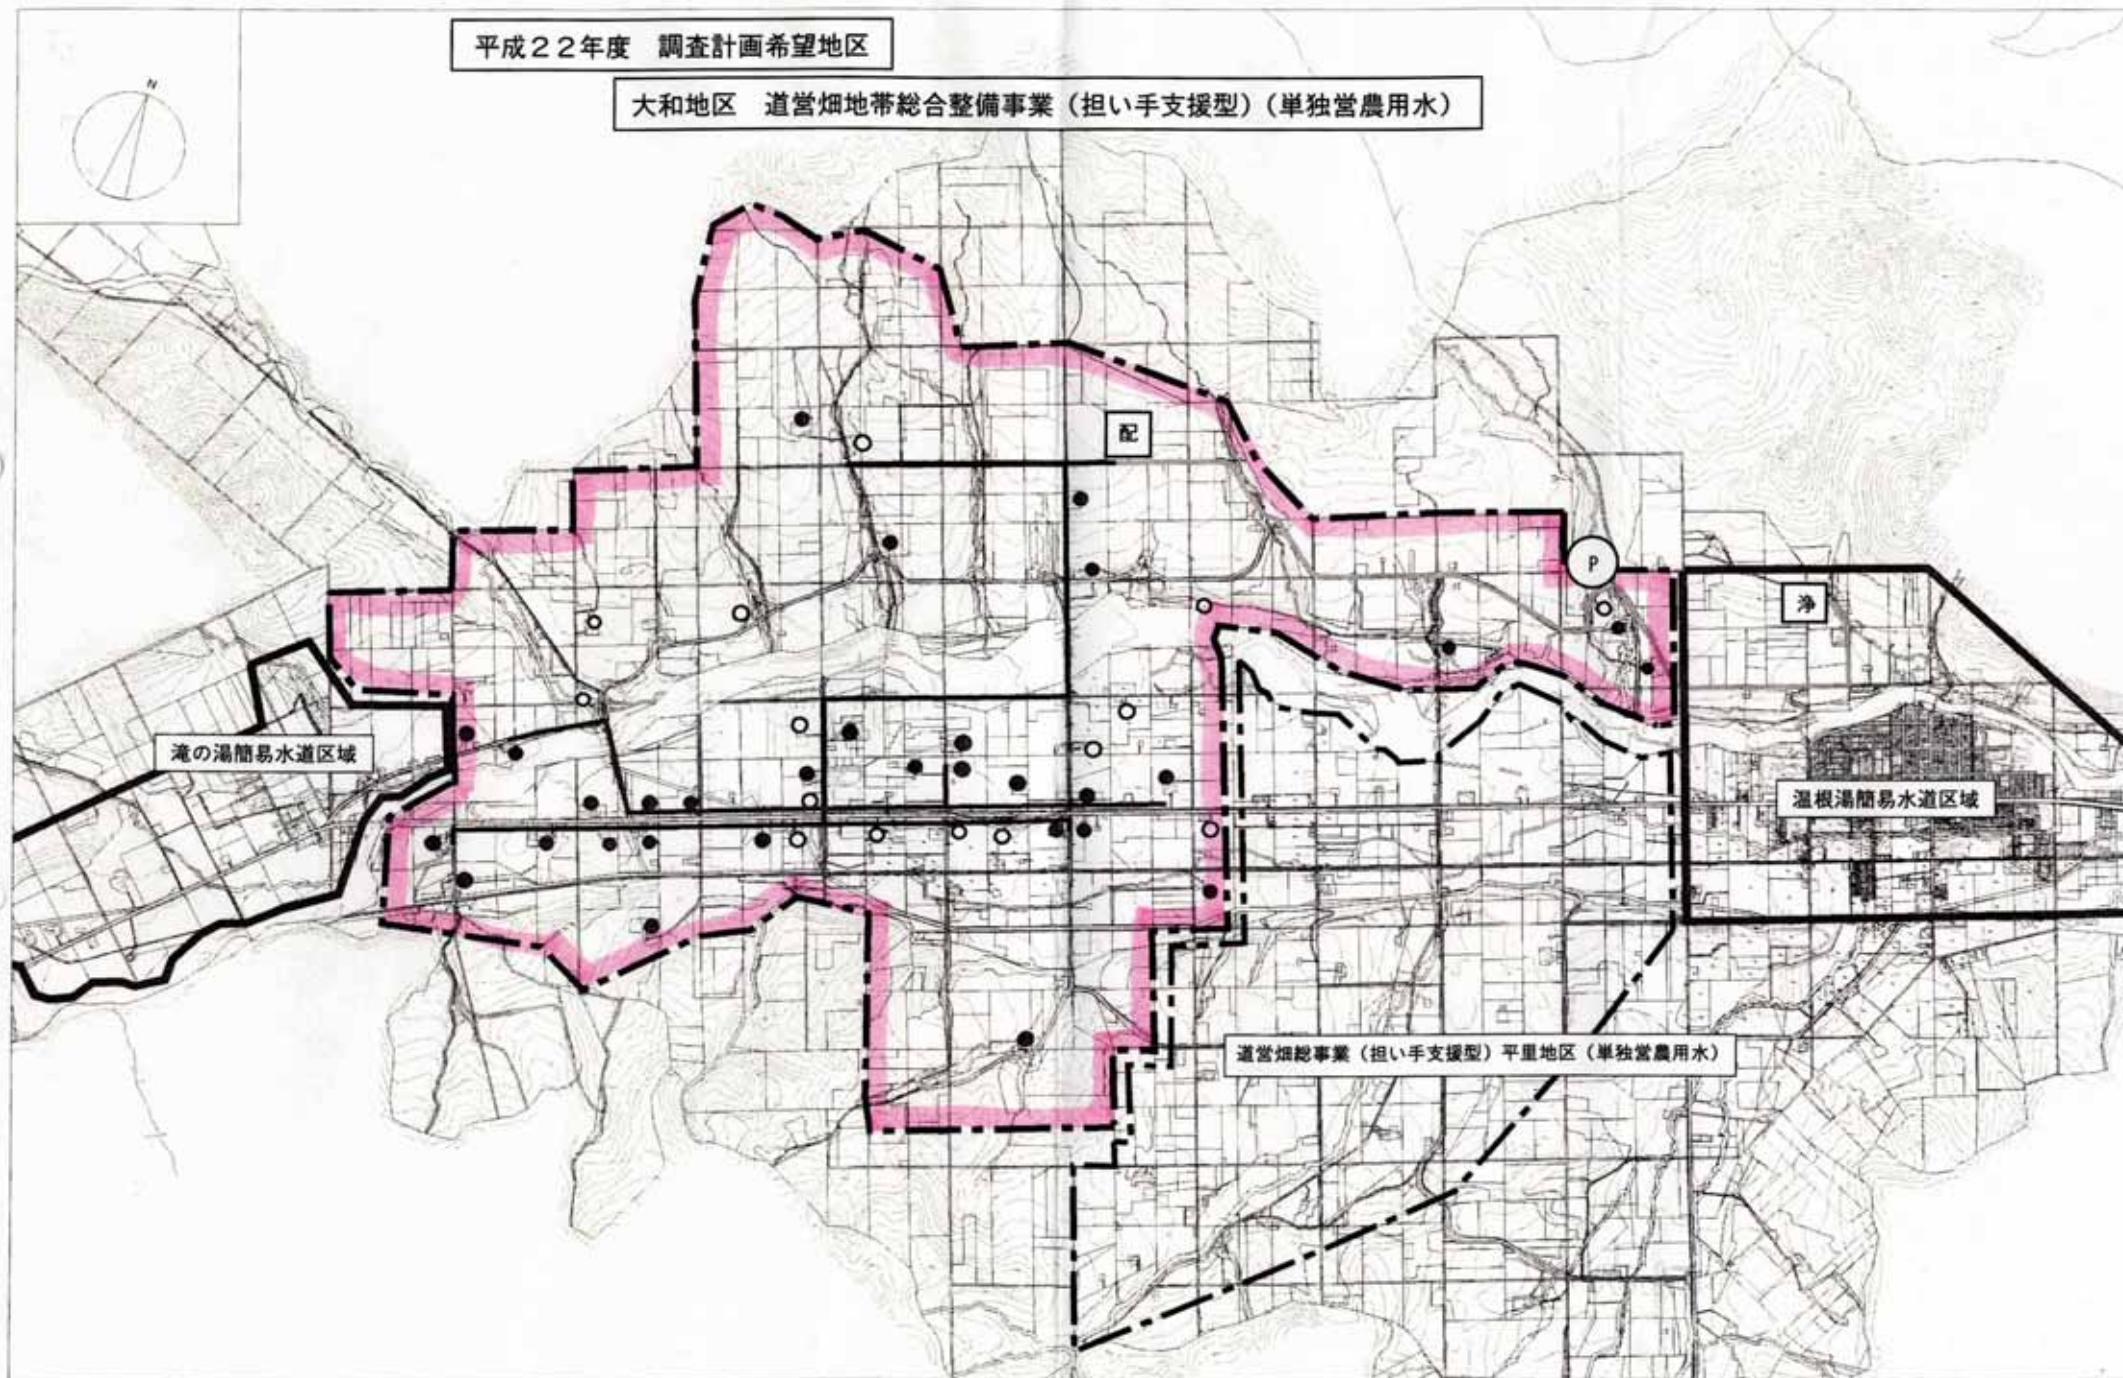 平成22年度　調査計画希望地区
大和地区　道営畑地帯総合整備事業（担い手支援型）（単独営農用水）
N
配
P
浄
滝の湯簡易水道区域
温根湯簡易水道区域
道営畑総事業（担い手支援型）平里地区（単独営農用水）